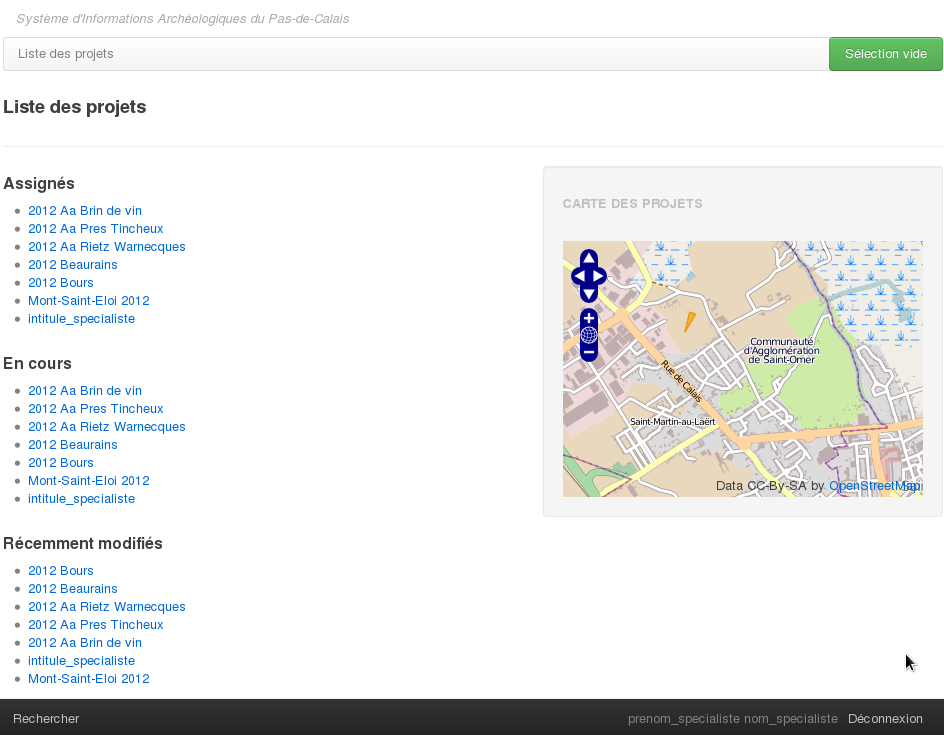 Système d'Informations Archéologiques du Pas-de-Calais
Liste des projets
Sélection vide
Liste des projets
Assignés
2012 Aa Brin de vin
2012 Aa Pres Tincheux
2012 Aa Rietz Warnecques
2012 Beaurains
2012 Bours
Mont-Saint-Eloi 2012
intitule_specialiste
En cours
2012 Aa Brin de vin
2012 Aa Pres Tincheux
2012 Aa Rietz Warnecques
2012 Beaurains
2012 Bours
Mont-Saint-Eloi 2012
intitule_specialiste
Récemment modifiés
2012 Bours
2012 Beaurains
2012 Aa Rietz Warnecques
2012 Aa Pres Tincheux
2012 Aa Brin de vin
intitule_specialiste
Mont-Saint-Eloi 2012
CARTE DES PROJETS
Communauté
d'Agglomération
de Saint-Omer
Rue de Calais
Saint-Martin-au-Laërt
Data CC-By-SA by OpenStreetMap
Rechercher
prenom_specialiste nom_specialiste
Déconnexion